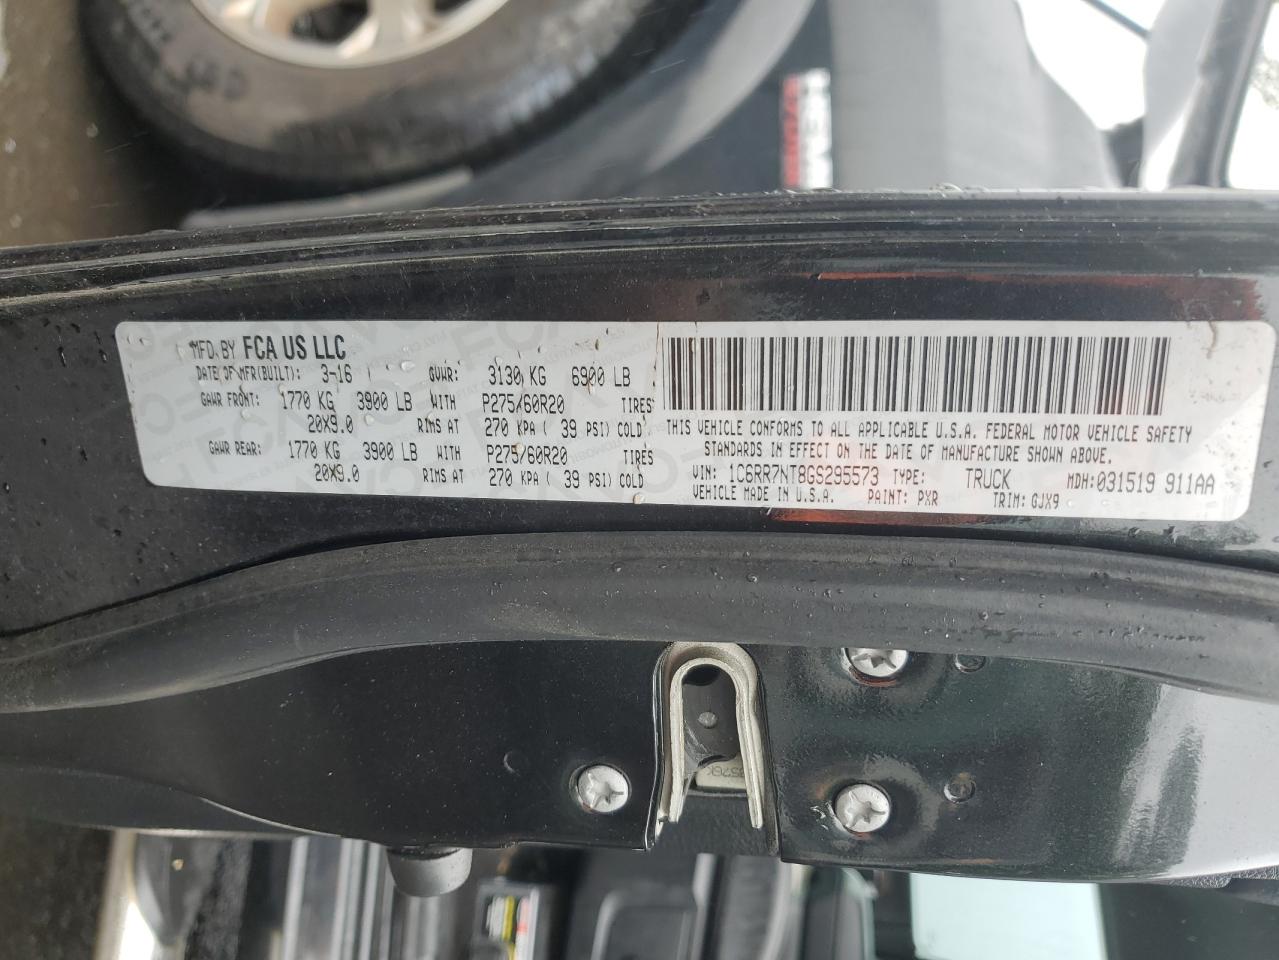 MFD. BY FCA US LLC
DATE OF MFR(BUILT): 3-16 GVWR: 3130 KG 6900 LB
GAWR FRONT: 1770 KG 3900 LB WITH P275/60R20 TIRES
20X9.0 RIMS AT 270 KPA ( 39 PSI) COLD
GAWR REAR: 1770 KG 3900 LB WITH P275/60R20 TIRES
20X9.0 RIMS AT 270 KPA ( 39 PSI) COLD
THIS VEHICLE CONFORMS TO ALL APPLICABLE U.S.A. FEDERAL MOTOR VEHICLE SAFETY
STANDARDS IN EFFECT ON THE DATE OF MANUFACTURE SHOWN ABOVE.
VIN: 1C6RR7NT8GS295573 TYPE: TRUCK MDH:031519 911AA
VEHICLE MADE IN U.S.A. PAINT: PXR TRIM: GJX9